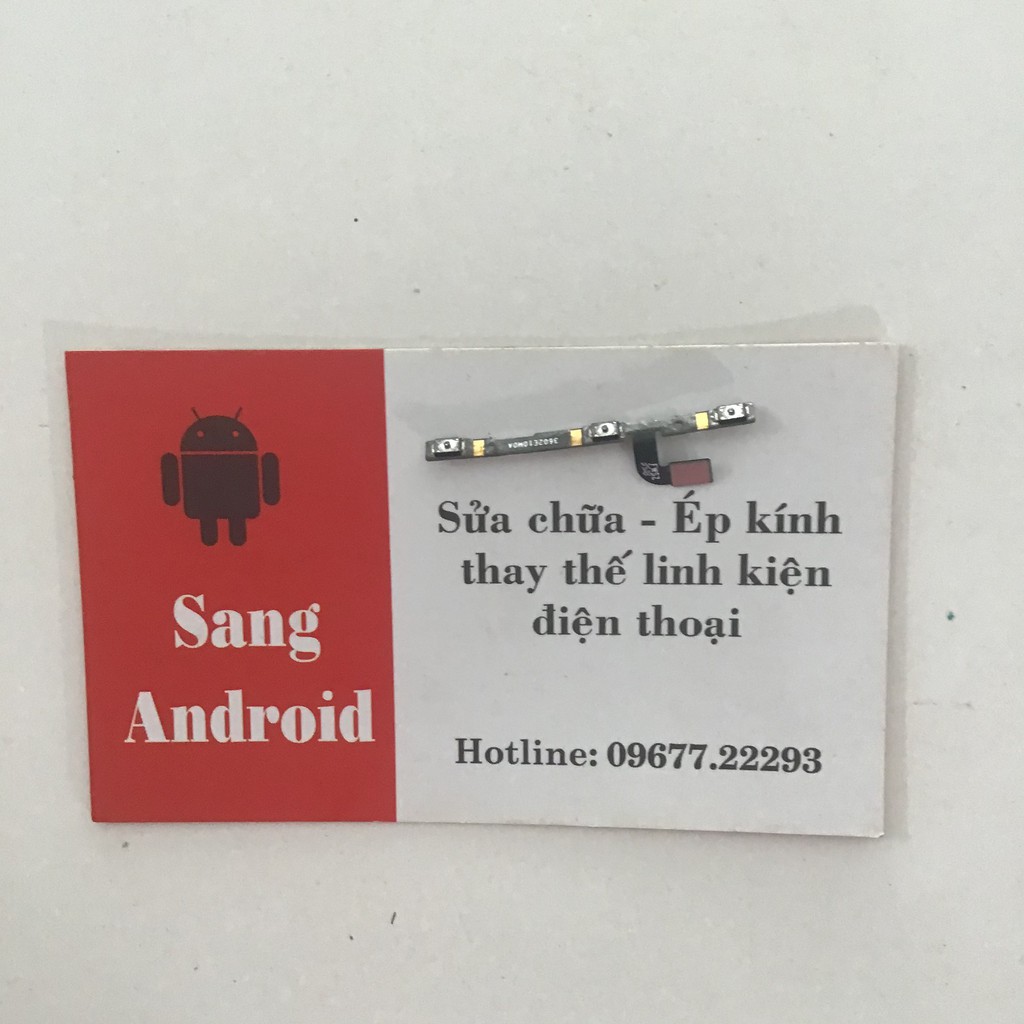 Sang
Android
Sửa chữa - Ép kính
thay thế linh kiện
điện thoại
Hotline: 09677.22293